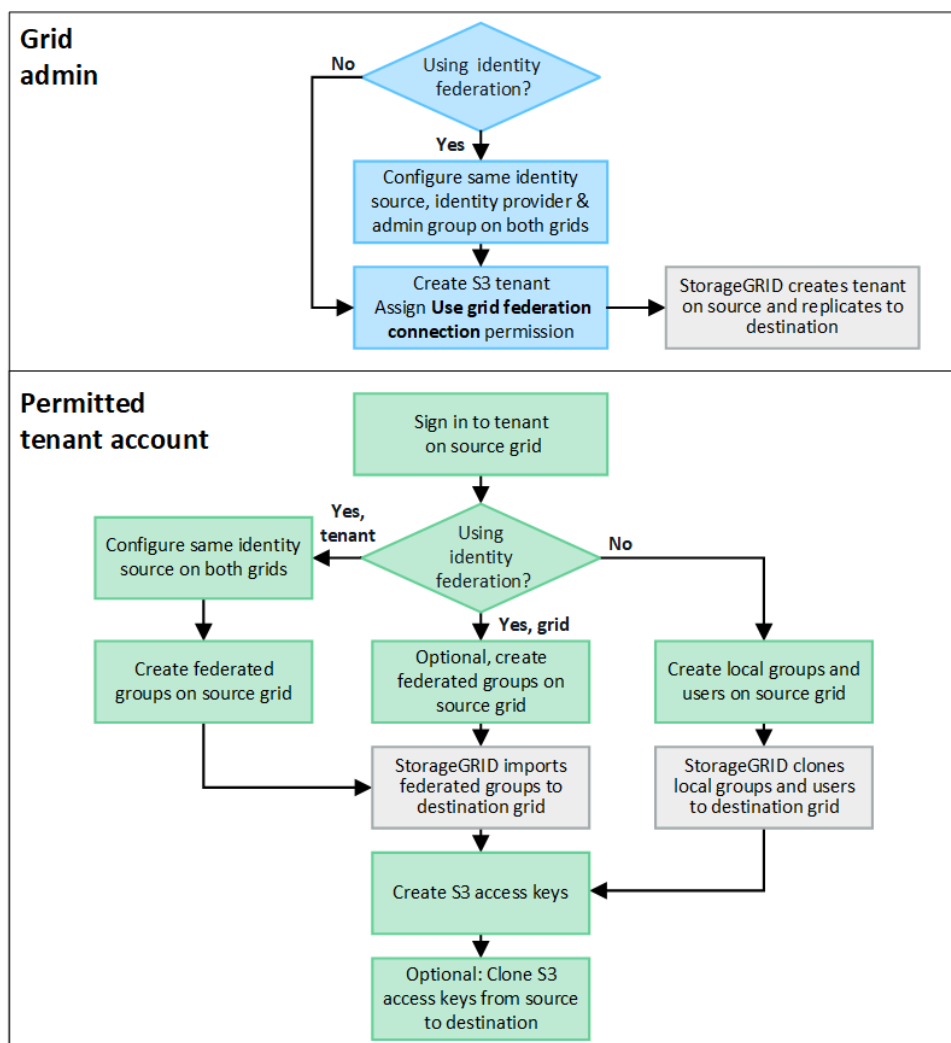 Grid
admin
No
Using identity
federation?
Yes
Configure same identity
source, identity provider &
admin group on both grids
Create S3 tenant
Assign Use grid federation
connection permission
StorageGRID creates tenant
on source and replicates to
destination
Permitted
tenant account
Sign in to tenant
on source grid
Yes,
tenant
Configure same identity
source on both grids
Using
identity
federation?
No
Yes, grid
Create federated
groups on source grid
Optional, create
federated groups on
source grid
Create local groups and
users on source grid
StorageGRID imports
federated groups to
destination grid
StorageGRID clones
local groups and users
to destination grid
Create S3 access keys
Optional: Clone S3
access keys from source
to destination